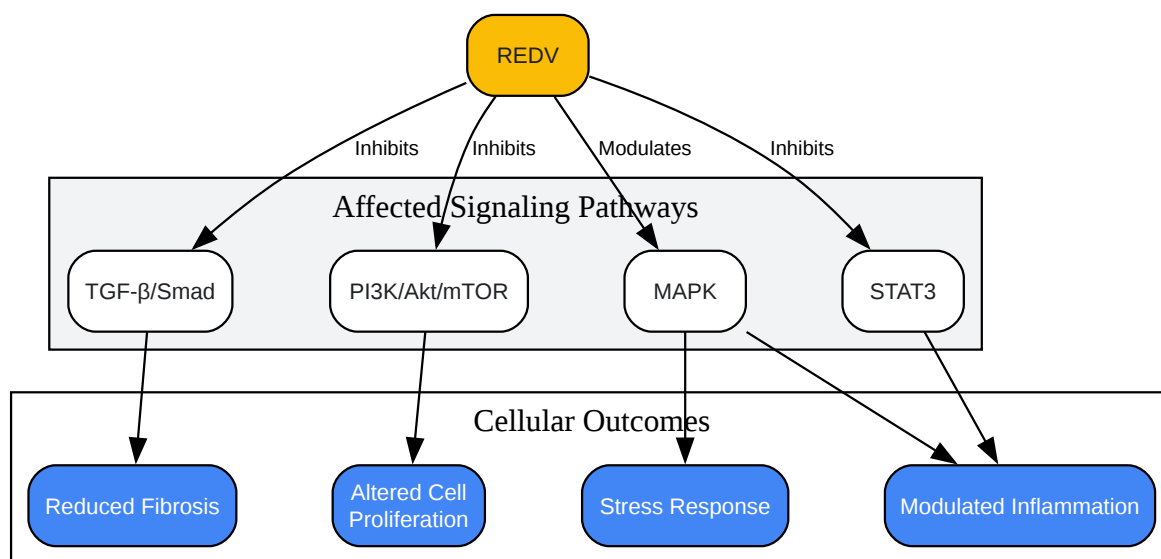 REDV
Inhibits
Inhibits
Modulates
Inhibits
Affected Signaling Pathways
TGF-β/Smad
PI3K/Akt/mTOR
MAPK
STAT3
Cellular Outcomes
Reduced Fibrosis
Altered Cell
Proliferation
Stress Response
Modulated Inflammation